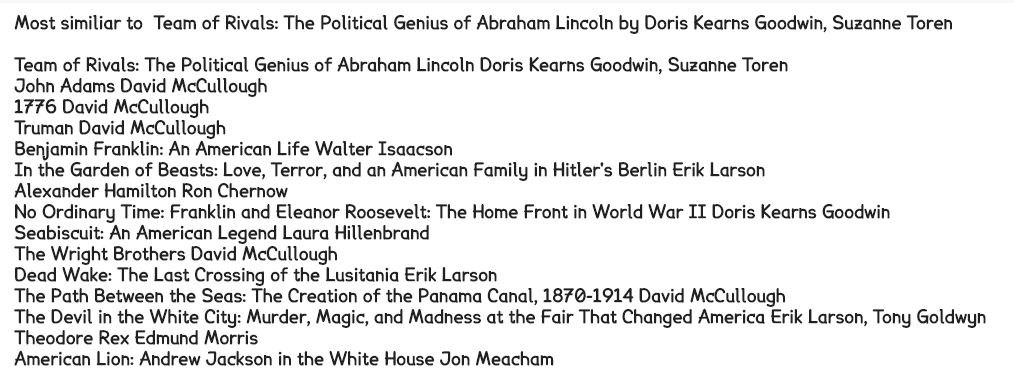 Most similiar to  Team of Rivals: The Political Genius of Abraham Lincoln by Doris Kearns Goodwin, Suzanne Toren
Team of Rivals: The Political Genius of Abraham Lincoln Doris Kearns Goodwin, Suzanne Toren
John Adams David McCullough
1776 David McCullough
Truman David McCullough
Benjamin Franklin: An American Life Walter Isaacson
In the Garden of Beasts: Love, Terror, and an American Family in Hitler's Berlin Erik Larson
Alexander Hamilton Ron Chernow
No Ordinary Time: Franklin and Eleanor Roosevelt: The Home Front in World War II Doris Kearns Goodwin
Seabiscuit: An American Legend Laura Hillenbrand
The Wright Brothers David McCullough
Dead Wake: The Last Crossing of the Lusitania Erik Larson
The Path Between the Seas: The Creation of the Panama Canal, 1870-1914 David McCullough
The Devil in the White City: Murder, Magic, and Madness at the Fair That Changed America Erik Larson, Tony Goldwyn
Theodore Rex Edmund Morris
American Lion: Andrew Jackson in the White House Jon Meacham